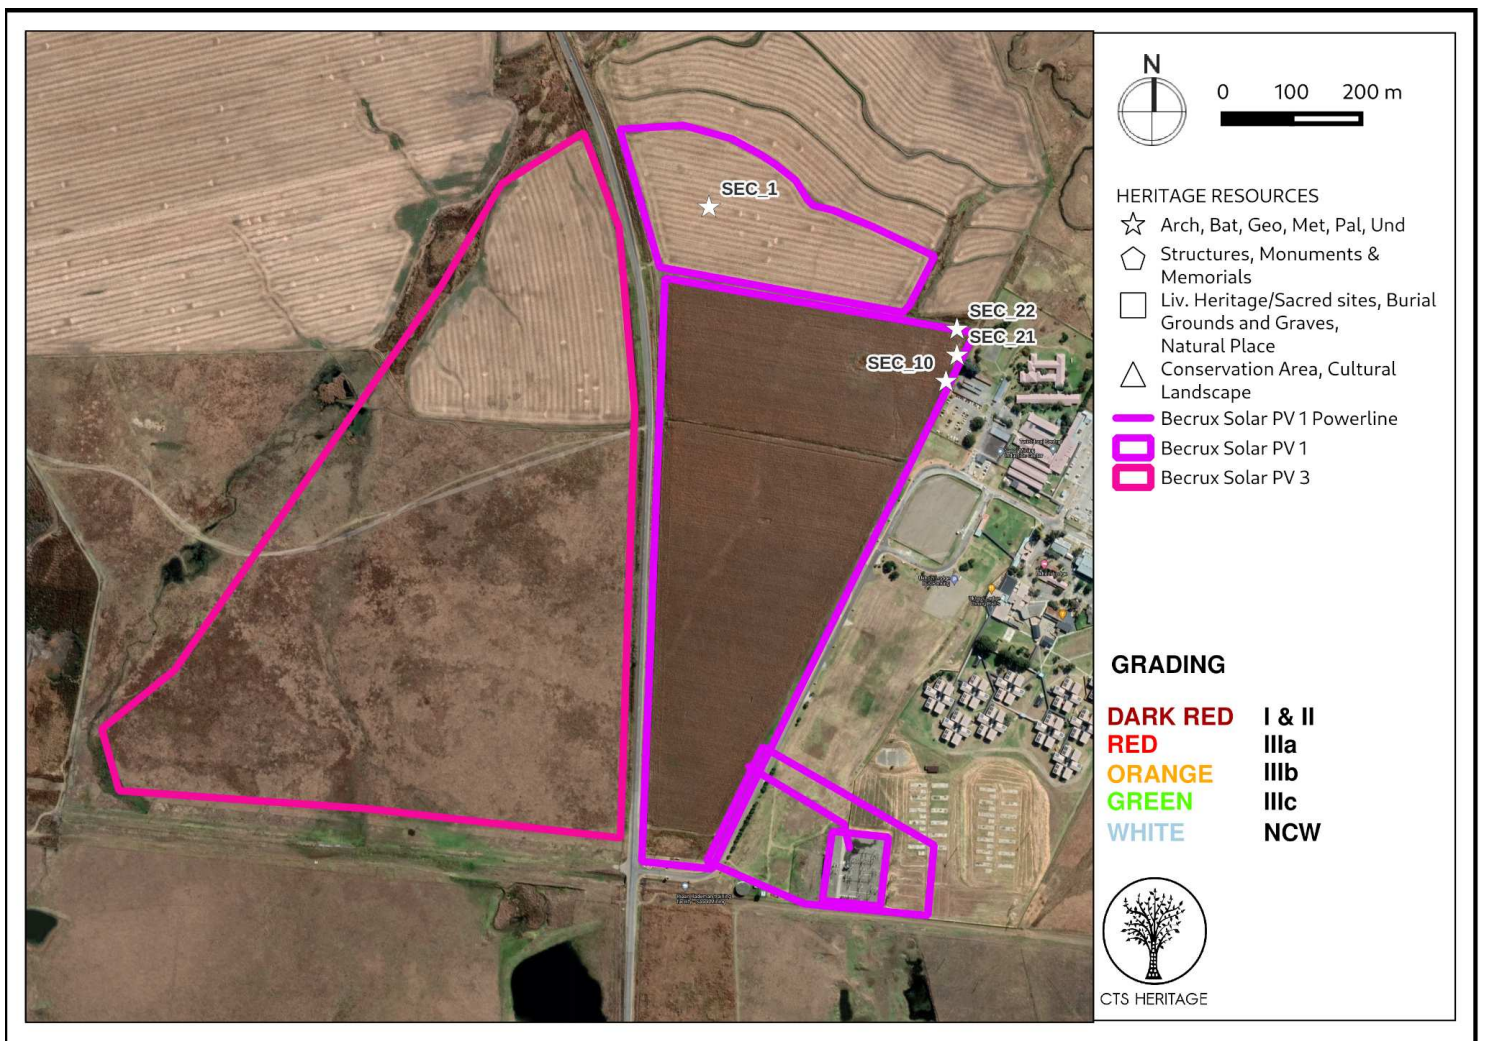 SEC_1
SEC_22
SEC_21
SEC_10
N
0 100 200 m
HERITAGE RESOURCES
Arch, Bat, Geo, Met, Pal, Und
Structures, Monuments &
Memorials
Liv. Heritage/Sacred sites, Burial
Grounds and Graves,
Natural Place
Conservation Area, Cultural
Landscape
Becrux Solar PV 1 Powerline
Becrux Solar PV 1
Becrux Solar PV 3
GRADING
DARK RED I & II
RED IIIa
ORANGE IIIb
GREEN IIIc
WHITE NCW
CTS HERITAGE